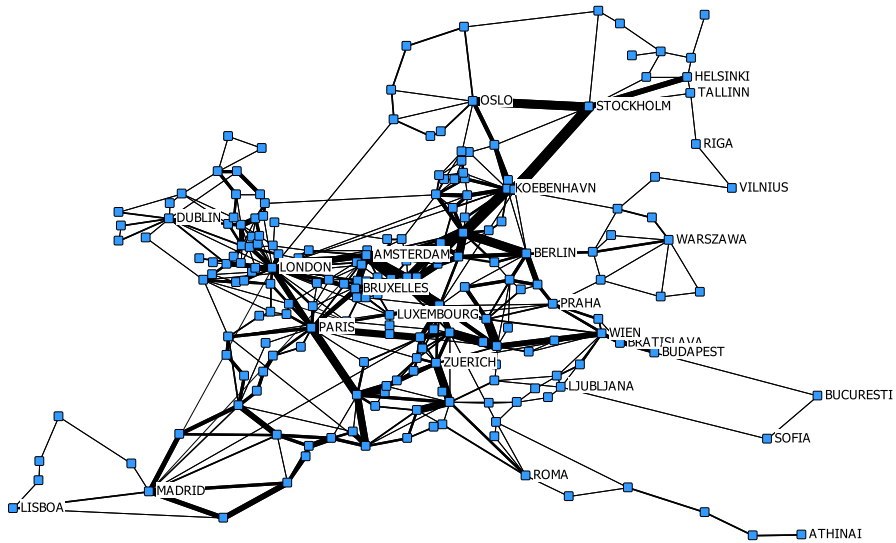 HELSINKI
TALLINN
OSLO
STOCKHOLM
RIGA
KOEBENHAVN
VILNIUS
DUBLIN
WARSZAWA
AMSTERDAM
BERLIN
LONDON
BRUXELLES
PRAHA
LUXEMBOURG
PARIS
WIEN
BRATISLAVA
BUDAPEST
ZUERICH
LJUBLJANA
BUCURESTI
SOFIA
ROMA
MADRID
LISBOA
ATHINAI